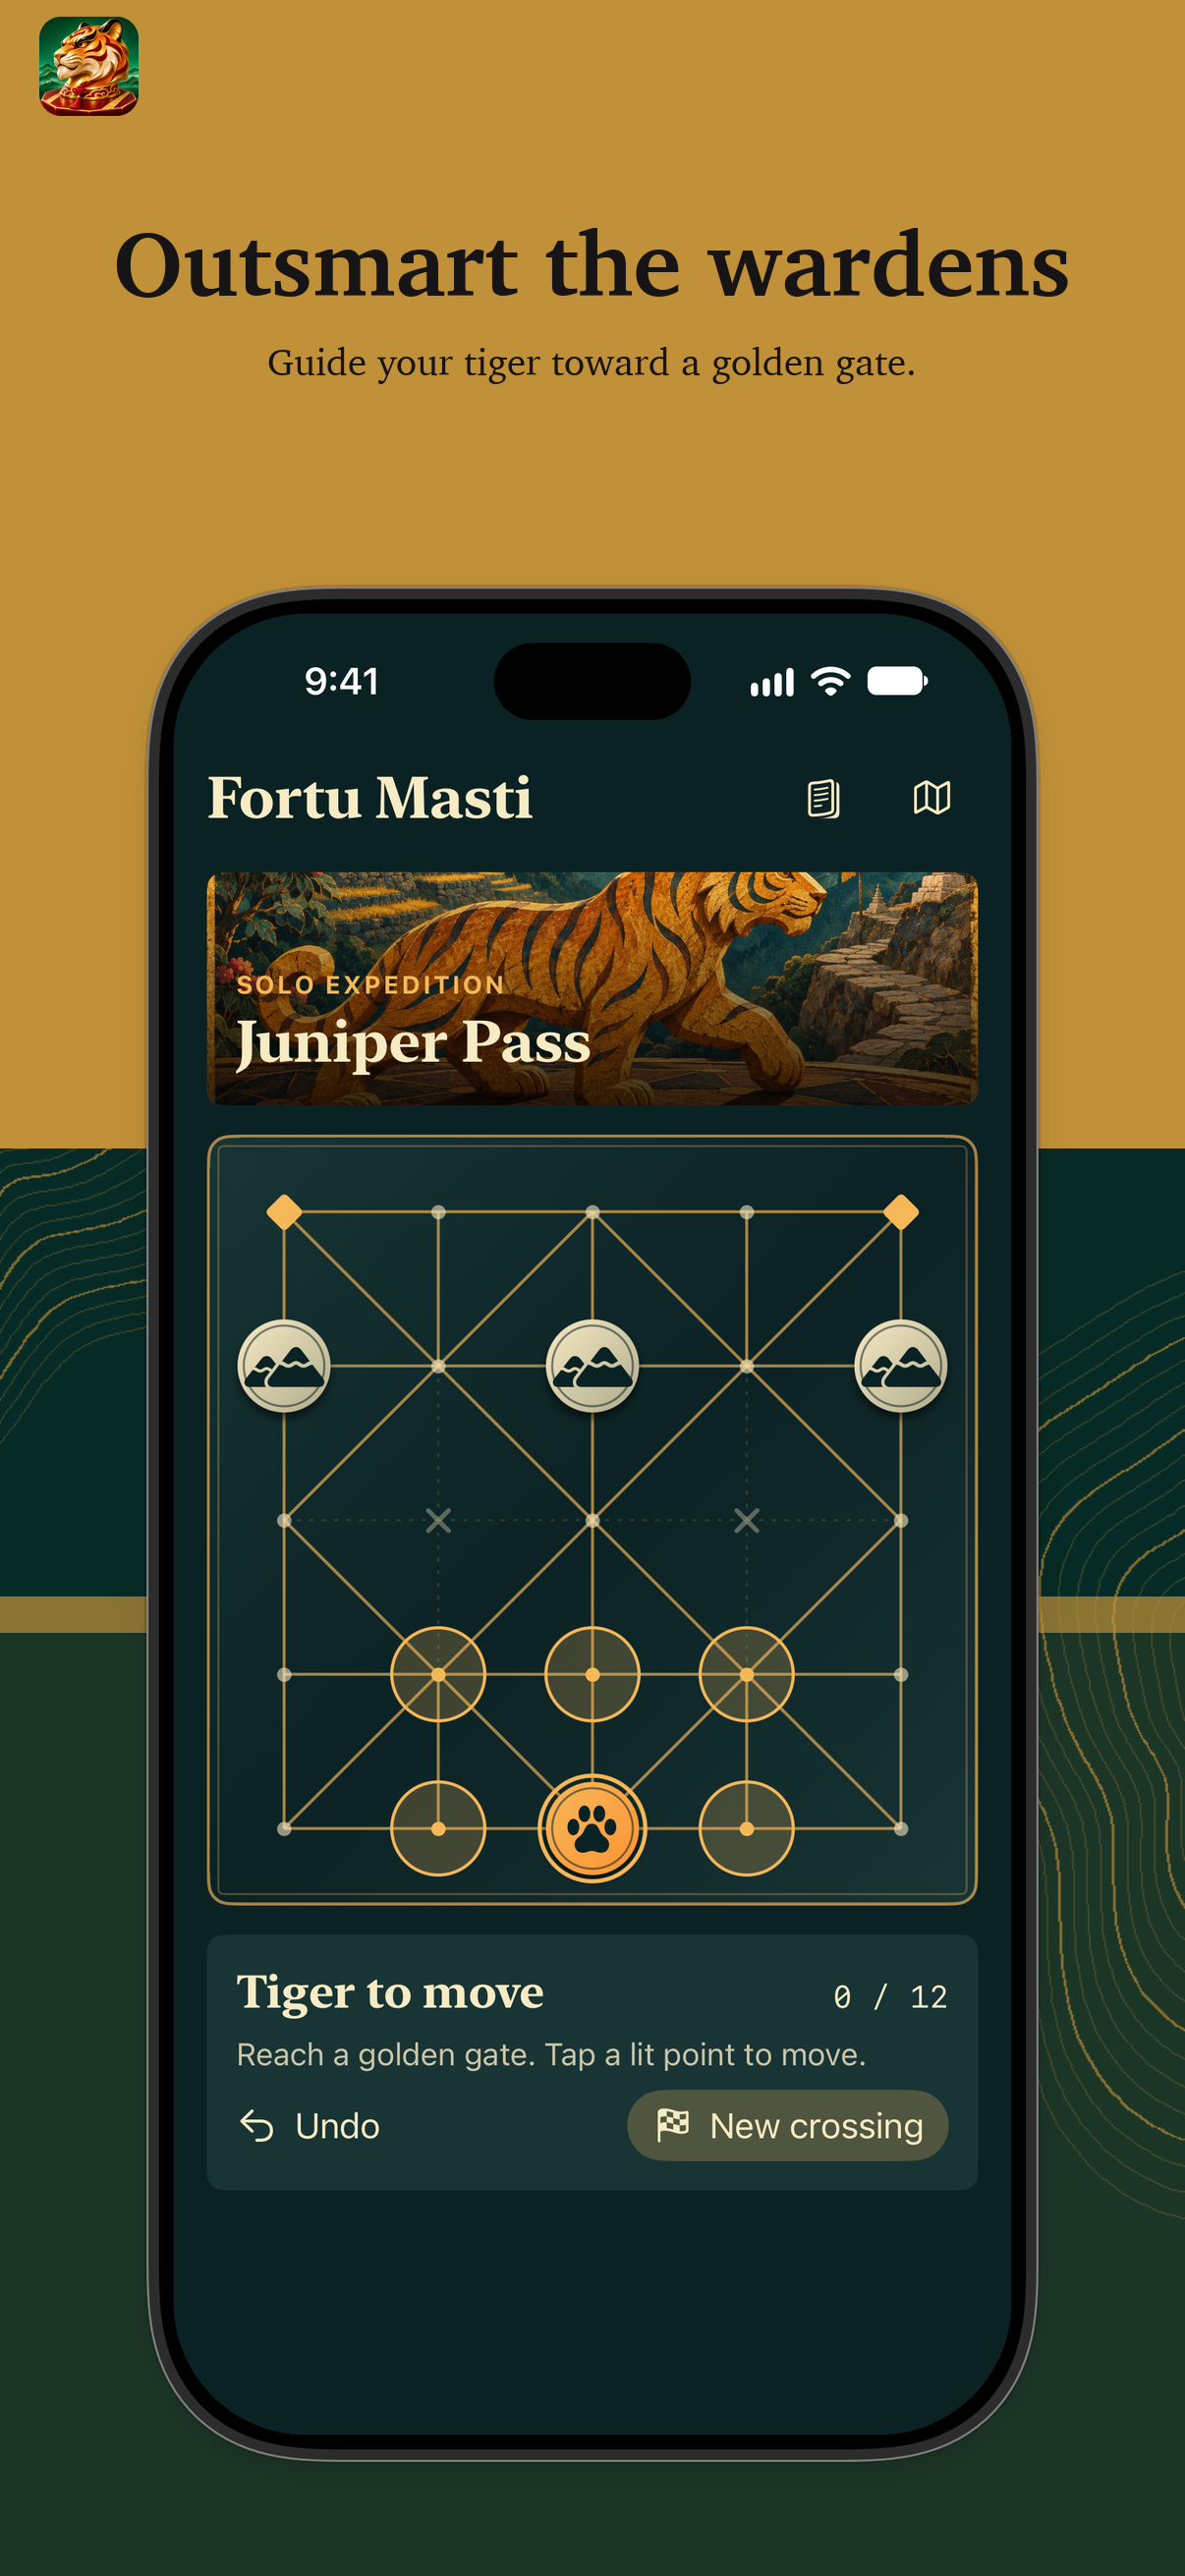 Outsmart the wardens
Guide your tiger toward a golden gate.
9:41
Fortu Masti
SOLO EXPEDITION
Juniper Pass
Tiger to move
0 / 12
Reach a golden gate. Tap a lit point to move.
Undo
New crossing